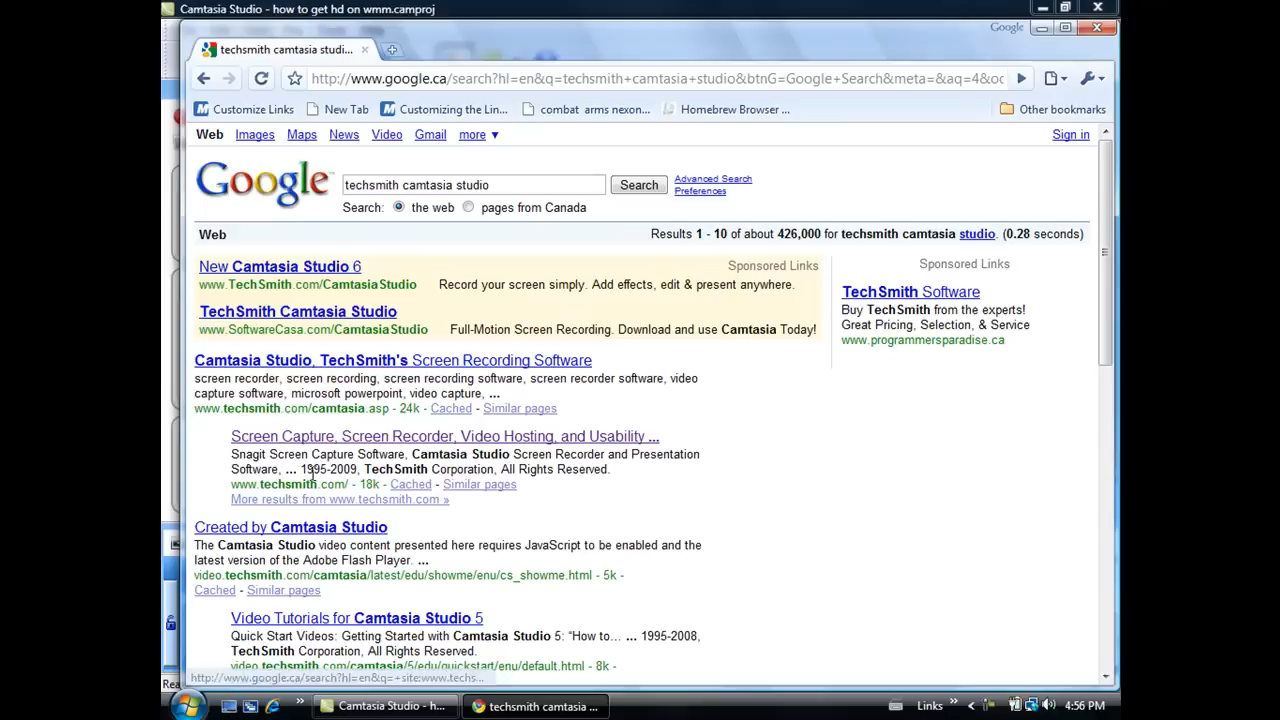 Camtasia Studio - how to get hd on wmm.camproj
Google
techsmith camtasia studi...
http://www.google.ca/search?hl=en&q=techsmith+camtasia+studio&btnG=Google+Search&meta=&aq=4&oc
Customize Links New Tab Customizing the Lin... combat arms nexon... Homebrew Browser ... Other bookmarks
Web Images Maps News Video Gmail more ▼ Sign in
Google techsmith camtasia studio Search Advanced Search
Preferences
Search: the web pages from Canada
Web Results 1 - 10 of about 426,000 for techsmith camtasia studio. (0.28 seconds)
New Camtasia Studio 6 Sponsored Links
www.TechSmith.com/CamtasiaStudio Record your screen simply. Add effects, edit & present anywhere.
TechSmith Camtasia Studio
www.SoftwareCasa.com/CamtasiaStudio Full-Motion Screen Recording. Download and use Camtasia Today!
Sponsored Links
TechSmith Software
Buy TechSmith from the experts!
Great Pricing, Selection, & Service
www.programmersparadise.ca
Camtasia Studio, TechSmith's Screen Recording Software
screen recorder, screen recording, screen recording software, screen recorder software, video
capture software, microsoft powerpoint, video capture, ...
www.techsmith.com/camtasia.asp - 24k - Cached - Similar pages
Screen Capture, Screen Recorder, Video Hosting, and Usability ...
Snagit Screen Capture Software, Camtasia Studio Screen Recorder and Presentation
Software, ... 1995-2009, TechSmith Corporation, All Rights Reserved.
www.techsmith.com/ - 18k - Cached - Similar pages
More results from www.techsmith.com »
Created by Camtasia Studio
The Camtasia Studio video content presented here requires JavaScript to be enabled and the
latest version of the Adobe Flash Player. ...
video.techsmith.com/camtasia/latest/edu/showme/enu/cs_showme.html - 5k -
Cached - Similar pages
Video Tutorials for Camtasia Studio 5
Quick Start Videos: Getting Started with Camtasia Studio 5: “How to... ... 1995-2008,
TechSmith Corporation, All Rights Reserved.
video.techsmith.com/camtasia/5/edu/quickstart/enu/default.html - 8k -
http://www.google.ca/search?hl=en&q=+site:www.techs...
Rea
Camtasia Studio - h... techsmith camtasia ... Links 4:56 PM